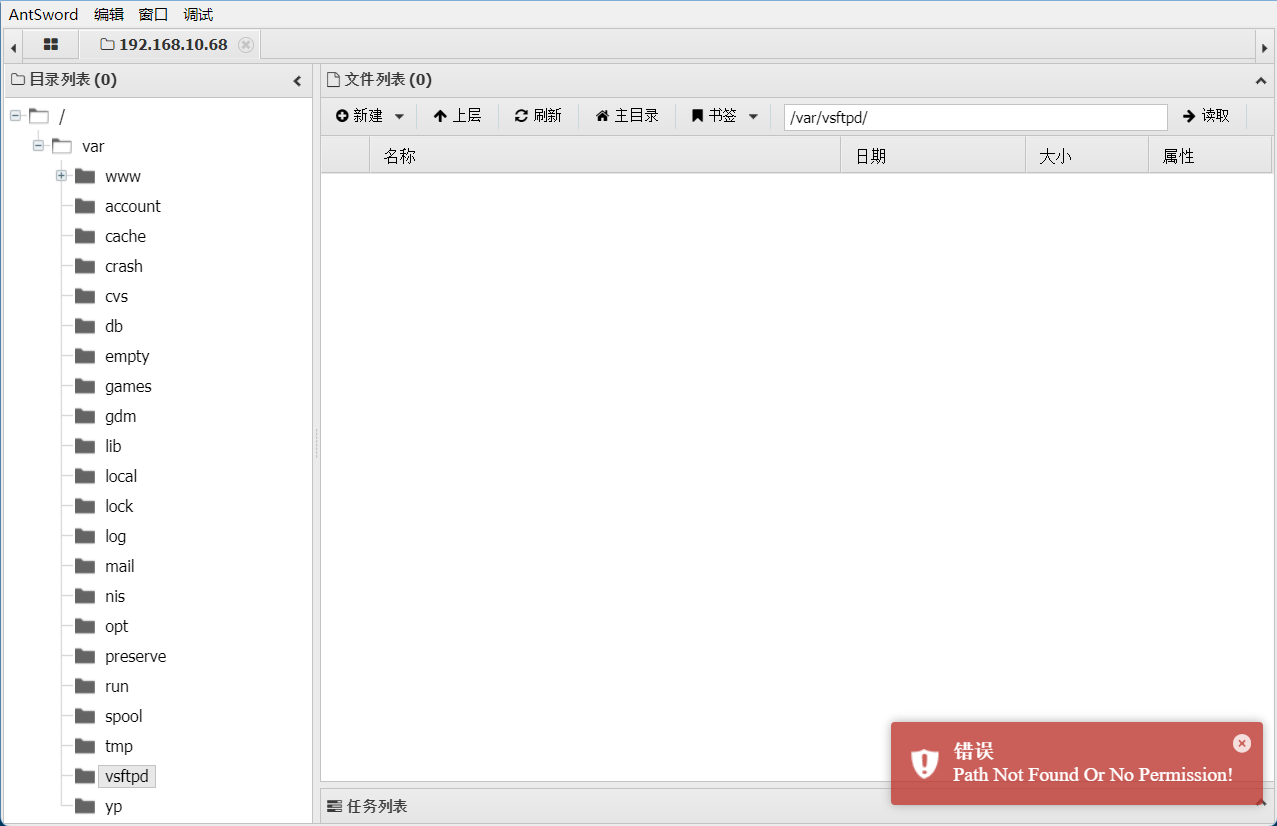 AntSword 编辑 窗口 调试
192.168.10.68
目录列表 (0)
文件列表 (0)
新建 上层 刷新 主目录 书签 /var/vsftpd/ 读取
名称 日期 大小 属性
/
var
www
account
cache
crash
cvs
db
empty
games
gdm
lib
local
lock
log
mail
nis
opt
preserve
run
spool
tmp
vsftpd
yp
错误
Path Not Found Or No Permission!
任务列表